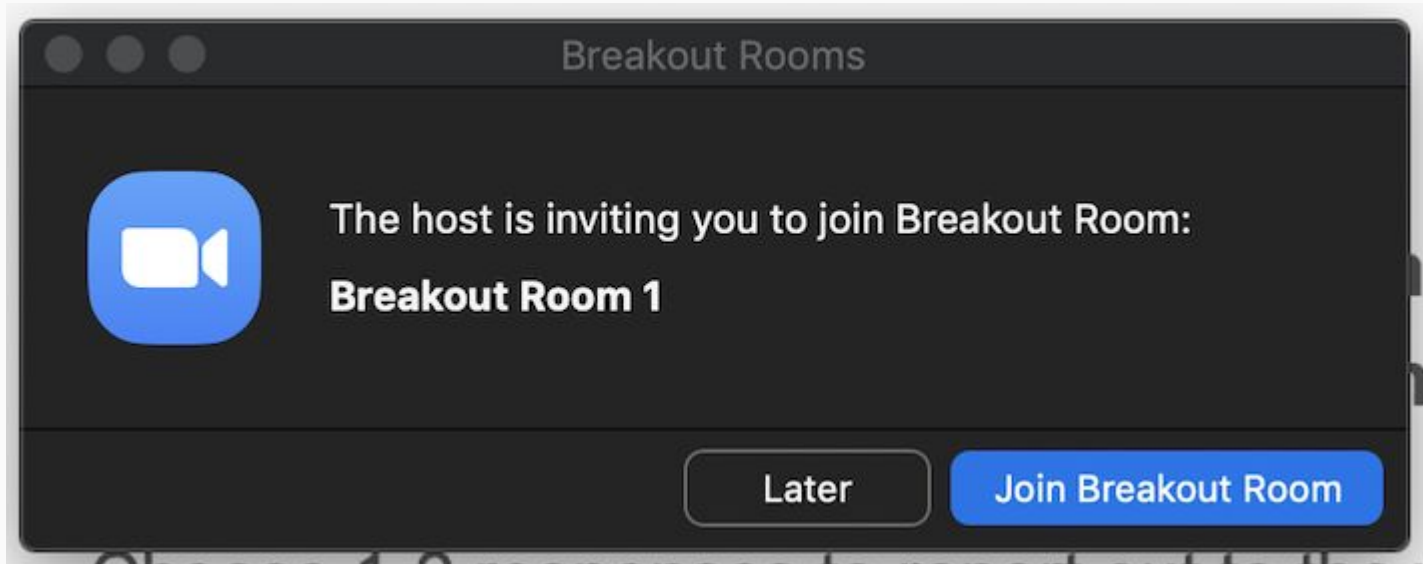 Breakout Rooms
The host is inviting you to join Breakout Room:
Breakout Room 1
Later
Join Breakout Room